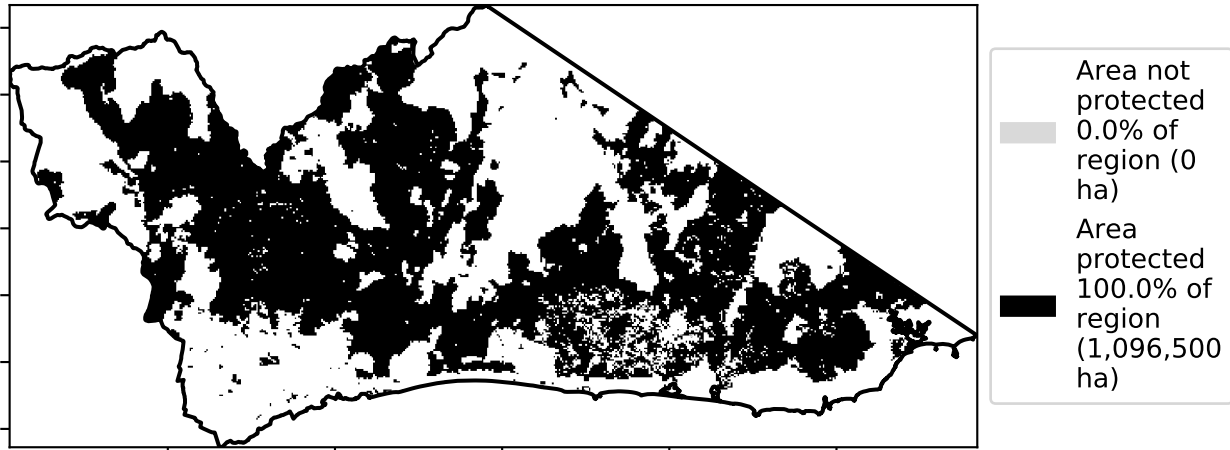 Area not
protected
0.0% of
region (0
ha)
Area
protected
100.0% of
region
(1,096,500
ha)